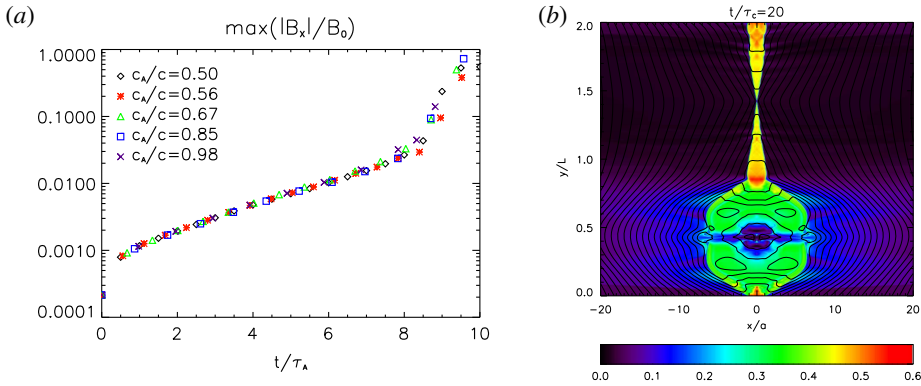 (a)
max(|Bₓ|/B₀)
1.0000
0.1000
0.0100
0.0010
0.0001
c_A/c=0.50
c_A/c=0.56
c_A/c=0.67
c_A/c=0.85
c_A/c=0.98
0 2 4 6 8 10
t/τ_A
(b)
t/τ_c=20
2.0
1.5
1.0
0.5
0.0
y/L
-20 -10 0 10 20
x/a
0.0 0.1 0.2 0.3 0.4 0.5 0.6